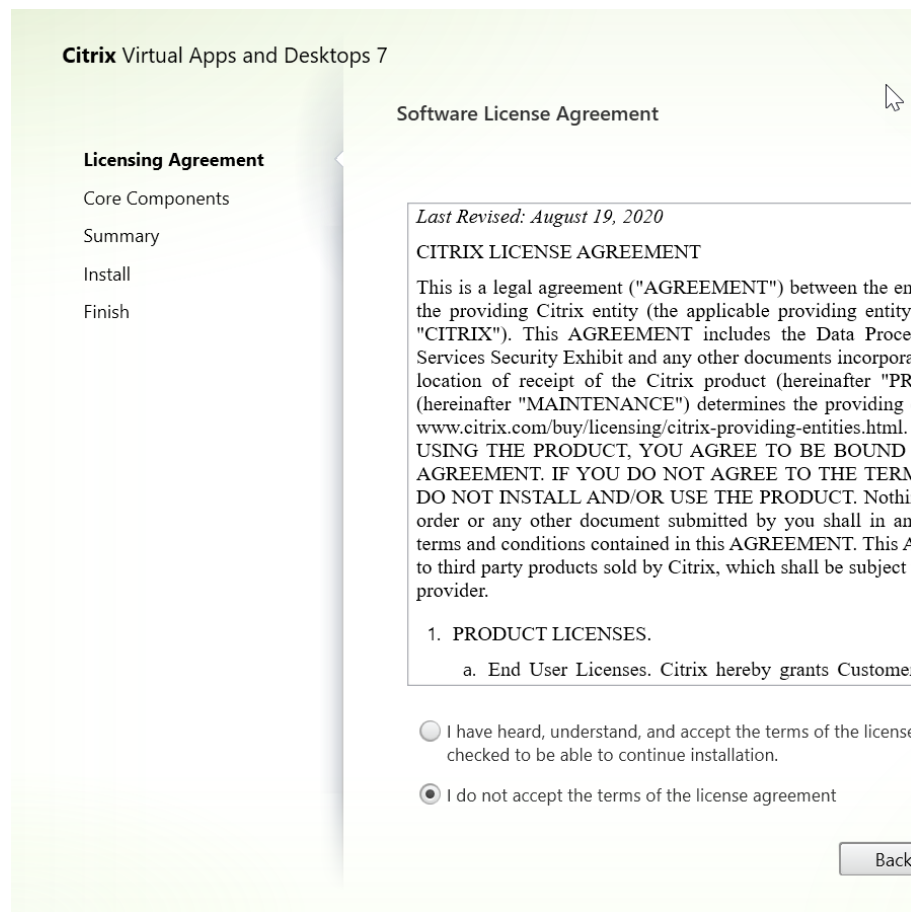 Citrix Virtual Apps and Desktops 7
Software License Agreement
Licensing Agreement
Core Components
Summary
Install
Finish
Last Revised: August 19, 2020
CITRIX LICENSE AGREEMENT
This is a legal agreement ("AGREEMENT") between the
the providing Citrix entity (the applicable providing entity
"CITRIX"). This AGREEMENT includes the Data
Services Security Exhibit and any other documents
location of receipt of the Citrix product (hereinafter
(hereinafter "MAINTENANCE") determines the providing
www.citrix.com/buy/licensing/citrix-providing-entities.html.
USING THE PRODUCT, YOU AGREE TO BE BOUND
AGREEMENT. IF YOU DO NOT AGREE TO THE
DO NOT INSTALL AND/OR USE THE PRODUCT.
order or any other document submitted by you shall in
terms and conditions contained in this AGREEMENT. This
to third party products sold by Citrix, which shall be subject
provider.
1. PRODUCT LICENSES.
a. End User Licenses. Citrix hereby grants
I have heard, understand, and accept the terms of the license
checked to be able to continue installation.
I do not accept the terms of the license agreement
Back